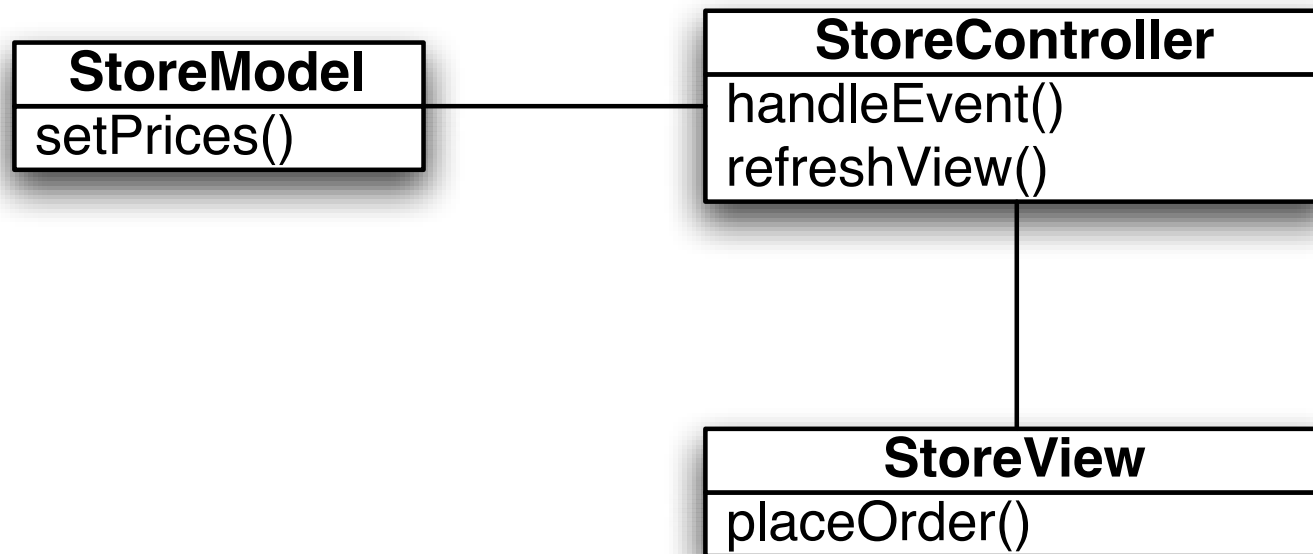 StoreModel
setPrices()
StoreController
handleEvent()
refreshView()
StoreView
placeOrder()